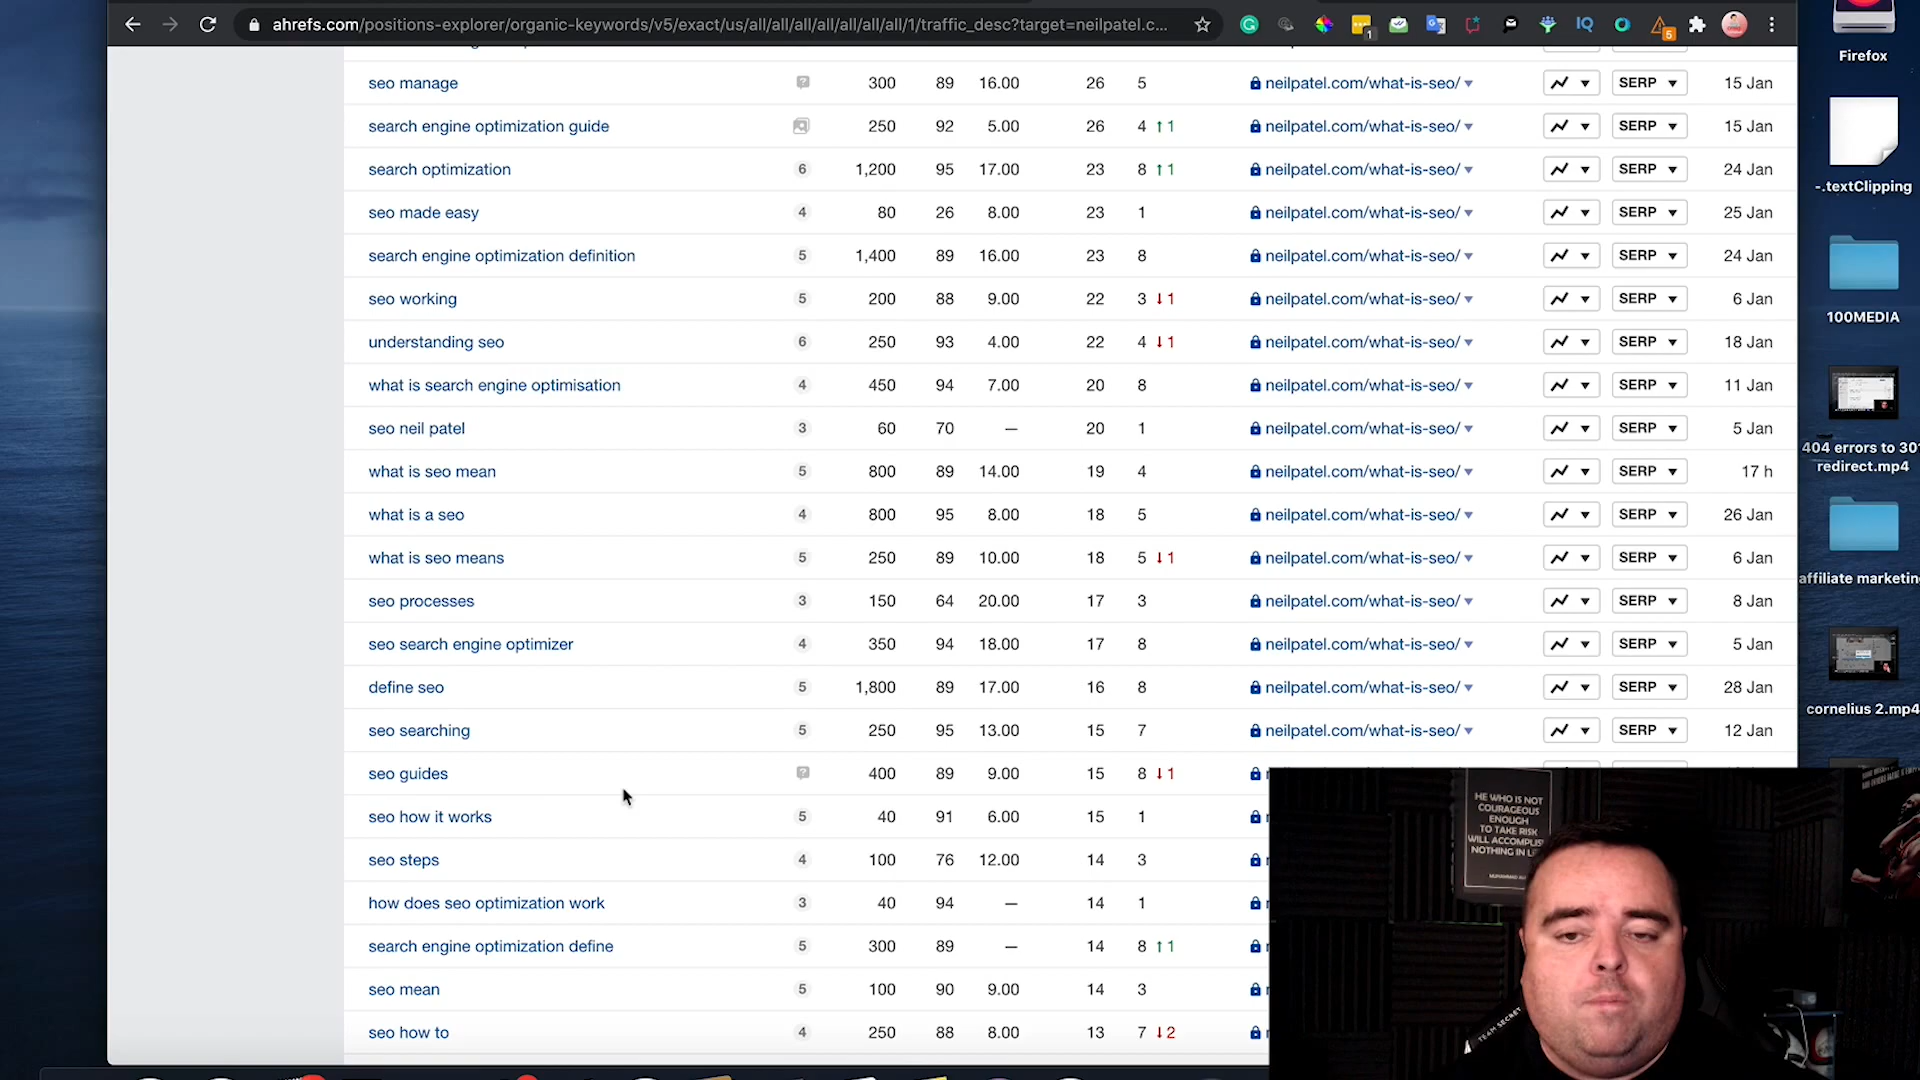 ahrefs.com/positions-explorer/organic-keywords/v5/exact/us/all/all/all/all/all/all/all/1/traffic_desc?target=neilpatel.c...
1
5
seo manage 300 89 16.00 26 5 neilpatel.com/what-is-seo/ SERP 15 Jan
search engine optimization guide 250 92 5.00 26 4 ↑1 neilpatel.com/what-is-seo/ SERP 15 Jan
search optimization 6 1,200 95 17.00 23 8 ↑1 neilpatel.com/what-is-seo/ SERP 24 Jan
seo made easy 4 80 26 8.00 23 1 neilpatel.com/what-is-seo/ SERP 25 Jan
search engine optimization definition 5 1,400 89 16.00 23 8 neilpatel.com/what-is-seo/ SERP 24 Jan
seo working 5 200 88 9.00 22 3 ↓1 neilpatel.com/what-is-seo/ SERP 6 Jan
understanding seo 6 250 93 4.00 22 4 ↓1 neilpatel.com/what-is-seo/ SERP 18 Jan
what is search engine optimisation 4 450 94 7.00 20 8 neilpatel.com/what-is-seo/ SERP 11 Jan
seo neil patel 3 60 70 — 20 1 neilpatel.com/what-is-seo/ SERP 5 Jan
what is seo mean 5 800 89 14.00 19 4 neilpatel.com/what-is-seo/ SERP 17 h
what is a seo 4 800 95 8.00 18 5 neilpatel.com/what-is-seo/ SERP 26 Jan
what is seo means 5 250 89 10.00 18 5 ↓1 neilpatel.com/what-is-seo/ SERP 6 Jan
seo processes 3 150 64 20.00 17 3 neilpatel.com/what-is-seo/ SERP 8 Jan
seo search engine optimizer 4 350 94 18.00 17 8 neilpatel.com/what-is-seo/ SERP 5 Jan
define seo 5 1,800 89 17.00 16 8 neilpatel.com/what-is-seo/ SERP 28 Jan
seo searching 5 250 95 13.00 15 7 neilpatel.com/what-is-seo/ SERP 12 Jan
seo guides 400 89 9.00 15 8 ↓1
seo how it works 5 40 91 6.00 15 1
seo steps 4 100 76 12.00 14 3
how does seo optimization work 3 40 94 — 14 1
search engine optimization define 5 300 89 — 14 8 ↑1
seo mean 5 100 90 9.00 14 3
seo how to 4 250 88 8.00 13 7 ↓2
Firefox
-.textClipping
100MEDIA
404 errors to 301
redirect.mp4
affiliate marketing
cornelius 2.mp4
HE WHO IS NOT
COURAGEOUS
ENOUGH
TO TAKE RISK
WILL ACCOMPLIS
NOTHING IN LI
TEAM SECRET